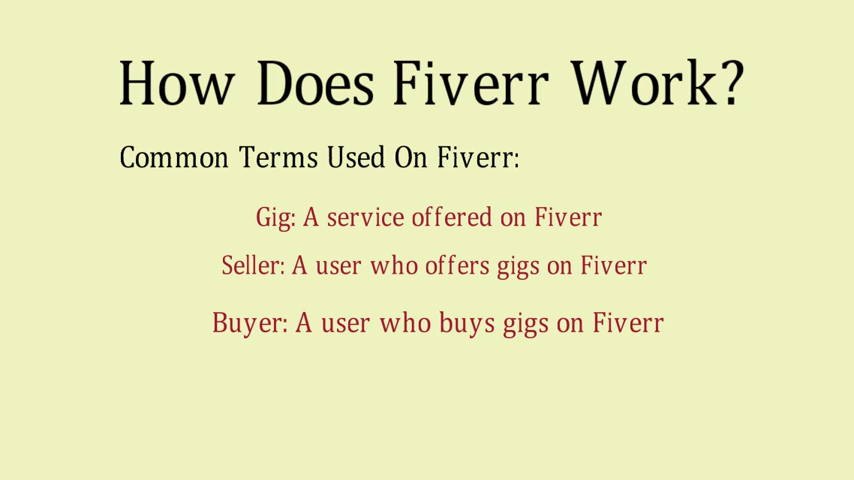 How Does Fiverr Work?
Common Terms Used On Fiverr:
Gig: A service offered on Fiverr
Seller: A user who offers gigs on Fiverr
Buyer: A user who buys gigs on Fiverr